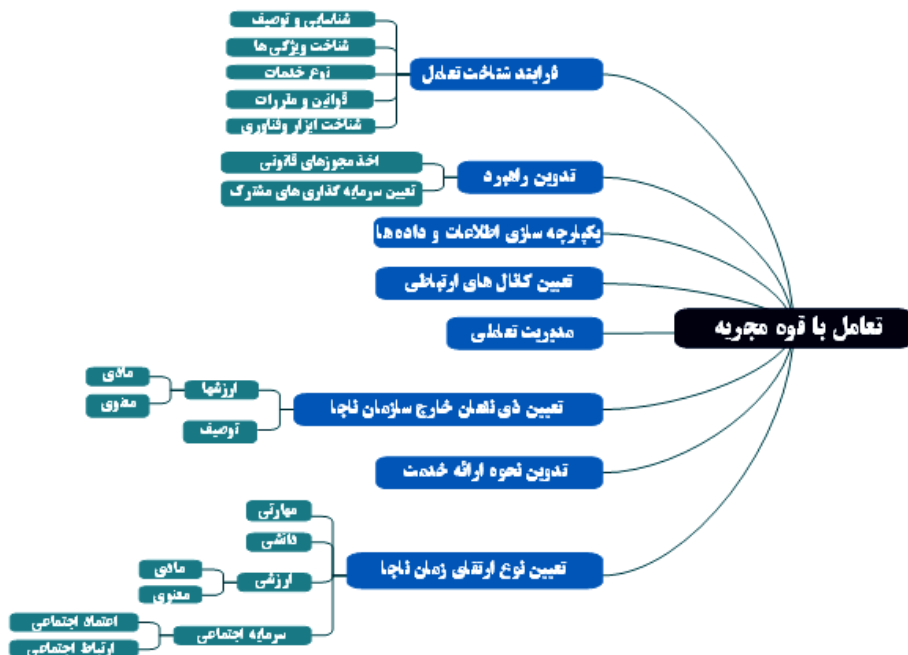 تعامل با قوه مجریه
فرایند شناخت تعامل
شناسایی و توصیف
شناخت ویژگی ها
نوع خدمات
قوانین و مقررات
شناخت ابزار وفناوری
تدوین راهبرد
اخذ مجوزهای قانونی
تعیین سرمایه گذاری های مشترک
یکپارچه سازی اطلاعات و داده ها
تعیین کانال های ارتباطی
مدیریت تعاملی
تعیین ذی نفعان خارج سازمان ناجا
ارزشها
مادی
معنوی
توصیف
تدوین نحوه ارائه خدمت
تعیین نوع ارتقای زمان ناجا
مهارتی
دانشی
ارزشی
مادی
معنوی
سرمایه اجتماعی
اعتماد اجتماعی
ارتباط اجتماعی